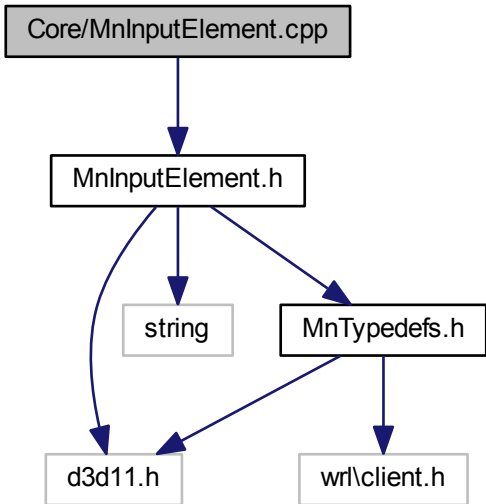 Core/MnInputElement.cpp
MnInputElement.h
string
MnTypedefs.h
d3d11.h
wrl\client.h